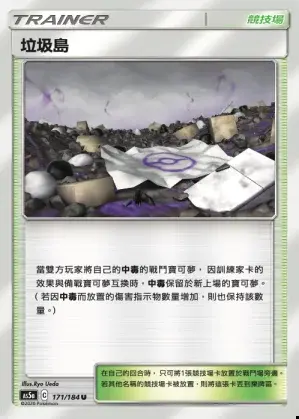 TRAINER
競技場
垃圾島
當雙方玩家將自己的中毒的戰鬥寶可夢，因訓練家卡的
效果與備戰寶可夢互換時，中毒保留於新上場的寶可夢。
（若因中毒而放置的傷害指示物數量增加，則也保持該數
量。）
Illus.Ryo Ueda
在自己的回合時，只可將1張競技場卡放置於戰鬥場旁邊。
若其他名稱的競技場卡被放置，則將這張卡丟到棄牌區。
AS5a C 171/184 U
©2020 Pokémon